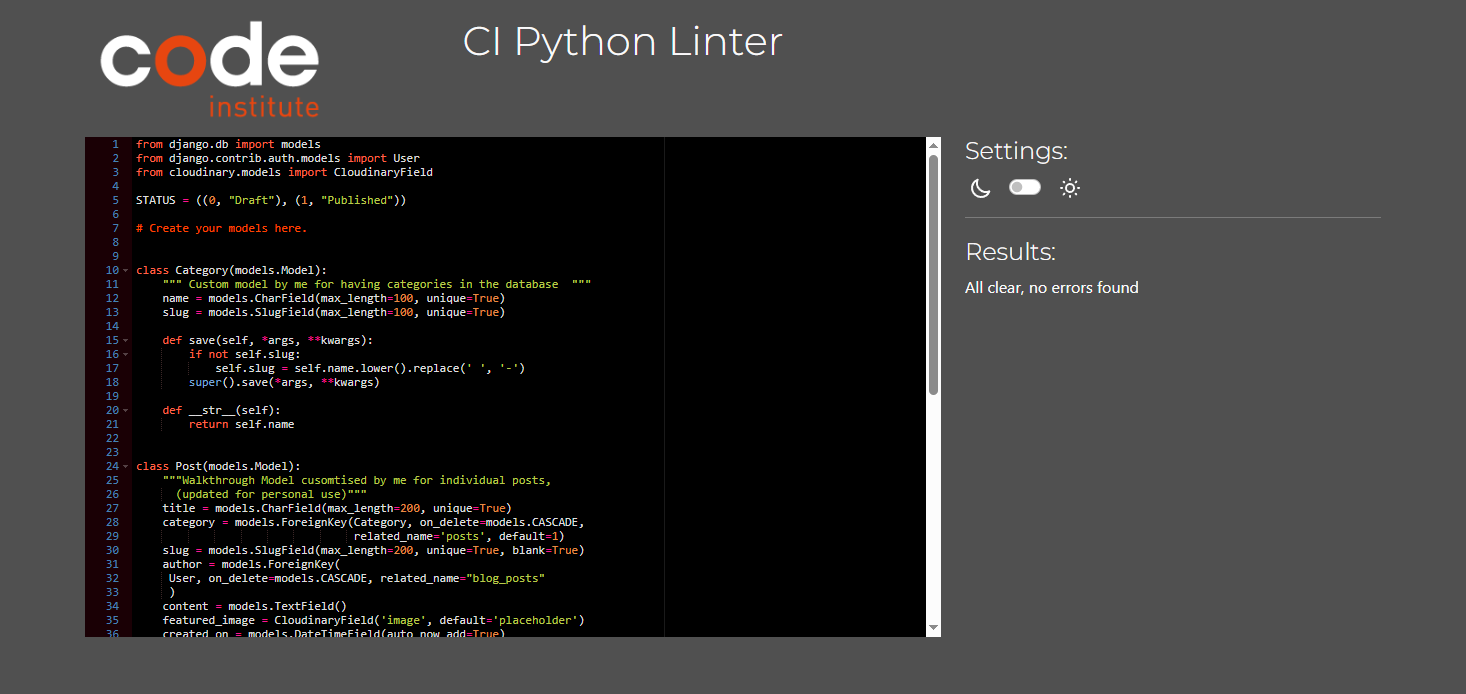 code
institute
CI Python Linter
1 from django.db import models
2 from django.contrib.auth.models import User
3 from cloudinary.models import CloudinaryField
4
5 STATUS = ((0, "Draft"), (1, "Published"))
6
7 # Create your models here.
8
9
10 class Category(models.Model):
11     """ Custom model by me for having categories in the database  """
12     name = models.CharField(max_length=100, unique=True)
13     slug = models.SlugField(max_length=100, unique=True)
14
15     def save(self, *args, **kwargs):
16         if not self.slug:
17             self.slug = self.name.lower().replace(' ', '-')
18         super().save(*args, **kwargs)
19
20     def __str__(self):
21         return self.name
22
23
24 class Post(models.Model):
25     """Walkthrough Model cusomtised by me for individual posts,
26       (updated for personal use)"""
27     title = models.CharField(max_length=200, unique=True)
28     category = models.ForeignKey(Category, on_delete=models.CASCADE,
29                                  related_name='posts', default=1)
30     slug = models.SlugField(max_length=200, unique=True, blank=True)
31     author = models.ForeignKey(
32      User, on_delete=models.CASCADE, related_name="blog_posts"
33      )
34     content = models.TextField()
35     featured_image = CloudinaryField('image', default='placeholder')
36     created_on = models.DateTimeField(auto_now_add=True)
Settings:
Results:
All clear, no errors found